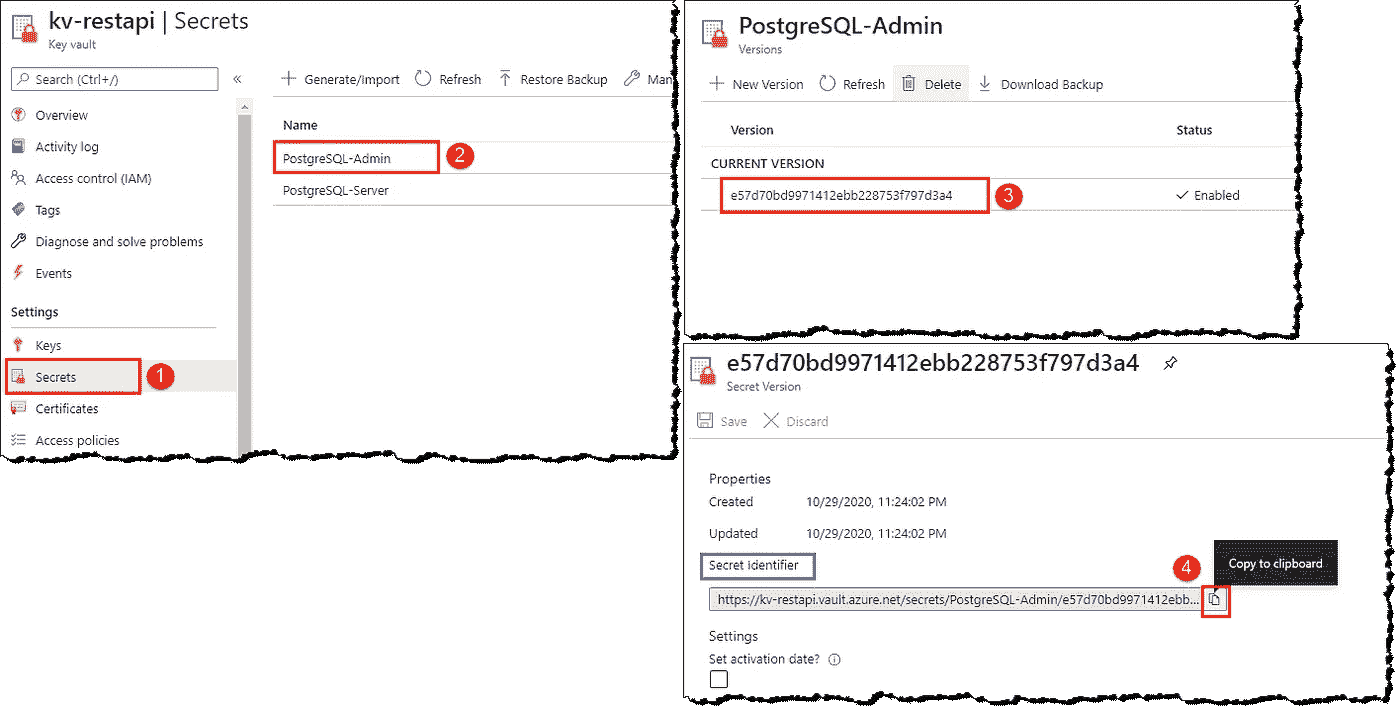 kv-restapi | Secrets
Key vault
Search (Ctrl+/)
«
Generate/Import
Refresh
Restore Backup
Man
Overview
Activity log
Access control (IAM)
Tags
Diagnose and solve problems
Events
Settings
Keys
Secrets
1
Certificates
Access policies
Name
PostgreSQL-Admin
2
PostgreSQL-Server
PostgreSQL-Admin
Versions
New Version
Refresh
Delete
Download Backup
Version Status
CURRENT VERSION
e57d70bd9971412ebb228753f797d3a4
3
Enabled
e57d70bd9971412ebb228753f797d3a4
Secret Version
Save
Discard
Properties
Created 10/29/2020, 11:24:02 PM
Updated 10/29/2020, 11:24:02 PM
Secret Identifier
4
Copy to clipboard
https://kv-restapi.vault.azure.net/secrets/PostgreSQL-Admin/e57d70bd9971412ebb...
Settings
Set activation date?